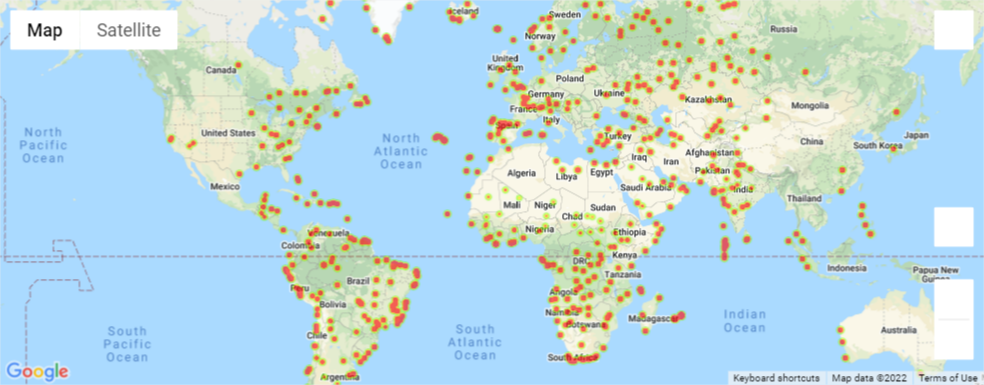 Map Satellite
Iceland
Sweden
Russia
Norway
Canada
United
Kingdom
Poland
Germany
Ukraine
France
Kazakhstan
Mongolia
Italy
Spain
North
Pacific
Ocean
United States
North
Atlantic
Ocean
Turkey
China
Japan
South Korea
Iraq
Iran
Afghanistan
Pakistan
Algeria
Libya
Egypt
Saudi Arabia
India
Mexico
Mali
Niger
Chad
Sudan
Thailand
Nigeria
Ethiopia
Venezuela
Colombia
Kenya
DRC
Indonesia
Papua New
Guinea
Tanzania
Brazil
Peru
Angola
Bolivia
Namibia
Botswana
Madagascar
South
Pacific
Ocean
South
Atlantic
Ocean
Indian
Ocean
Australia
Chile
South Africa
Argentina
Google
Keyboard shortcuts Map data ©2022 Terms of Use